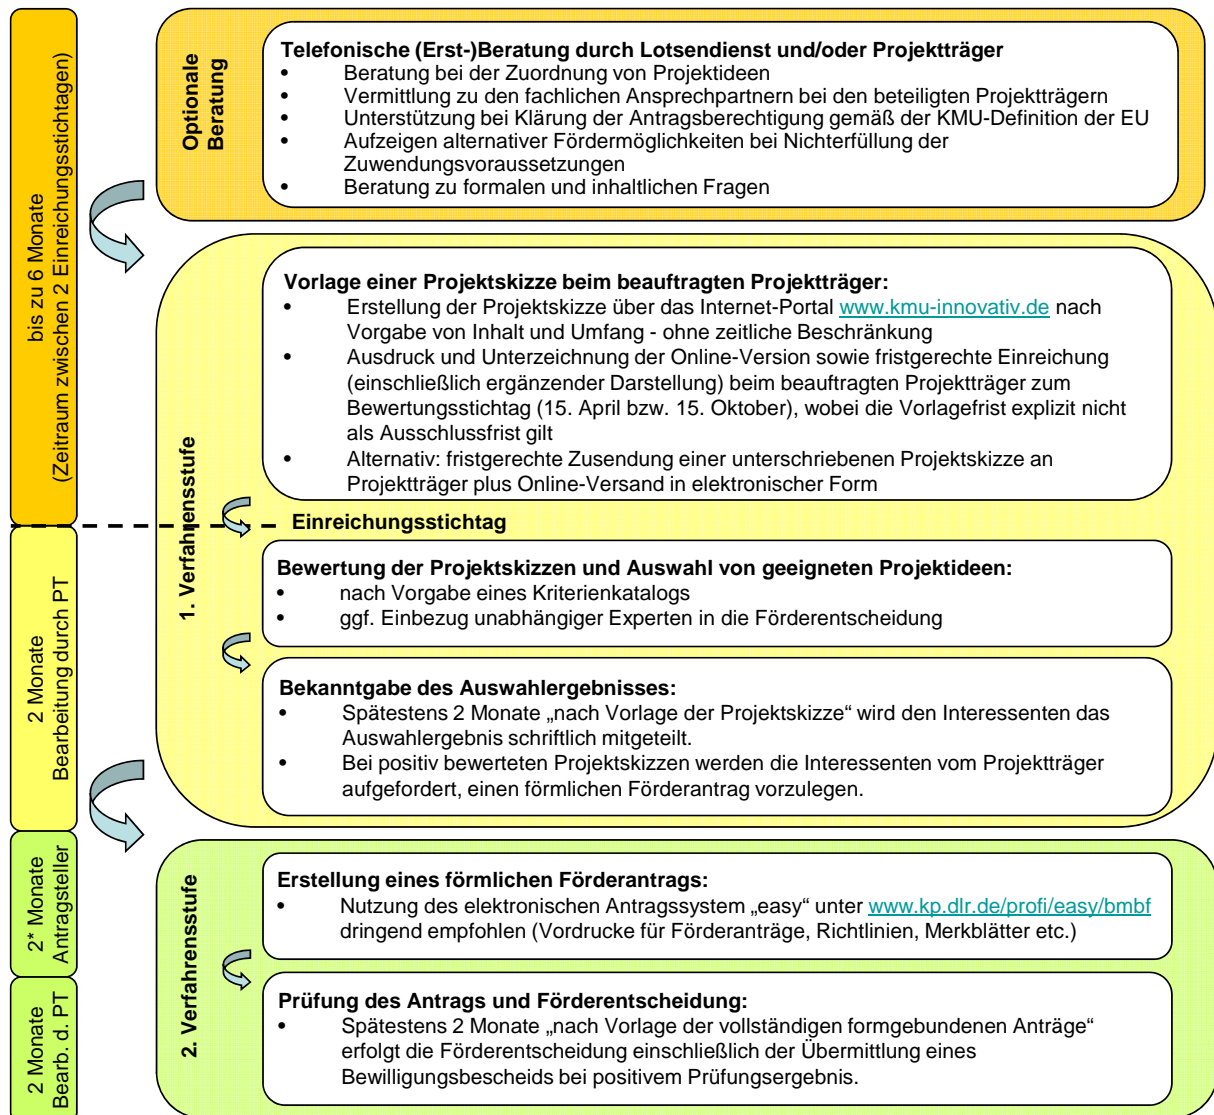 bis zu 6 Monate
(Zeitraum zwischen 2 Einreichungsstichtagen)
Optionale
Beratung
Telefonische (Erst-)Beratung durch Lotsendienst und/oder Projektträger
• Beratung bei der Zuordnung von Projektideen
• Vermittlung zu den fachlichen Ansprechpartnern bei den beteiligten Projektträgern
• Unterstützung bei Klärung der Antragsberechtigung gemäß der KMU-Definition der EU
• Aufzeigen alternativer Fördermöglichkeiten bei Nichterfüllung der
Zuwendungsvoraussetzungen
• Beratung zu formalen und inhaltlichen Fragen
1. Verfahrensstufe
Vorlage einer Projektskizze beim beauftragten Projektträger:
• Erstellung der Projektskizze über das Internet-Portal www.kmu-innovativ.de nach
Vorgabe von Inhalt und Umfang - ohne zeitliche Beschränkung
• Ausdruck und Unterzeichnung der Online-Version sowie fristgerechte Einreichung
(einschließlich ergänzender Darstellung) beim beauftragten Projektträger zum
Bewertungsstichtag (15. April bzw. 15. Oktober), wobei die Vorlagefrist explizit nicht
als Ausschlussfrist gilt
• Alternativ: fristgerechte Zusendung einer unterschriebenen Projektskizze an
Projektträger plus Online-Versand in elektronischer Form
Einreichungsstichtag
2 Monate
Bearbeitung durch PT
Bewertung der Projektskizzen und Auswahl von geeigneten Projektideen:
• nach Vorgabe eines Kriterienkatalogs
• ggf. Einbezug unabhängiger Experten in die Förderentscheidung
Bekanntgabe des Auswahlergebnisses:
• Spätestens 2 Monate „nach Vorlage der Projektskizze“ wird den Interessenten das
Auswahlergebnis schriftlich mitgeteilt.
• Bei positiv bewerteten Projektskizzen werden die Interessenten vom Projektträger
aufgefordert, einen förmlichen Förderantrag vorzulegen.
2* Monate
Antragsteller
2. Verfahrensstufe
Erstellung eines förmlichen Förderantrags:
• Nutzung des elektronischen Antragssystem „easy“ unter www.kp.dlr.de/profi/easy/bmbf
dringend empfohlen (Vordrucke für Förderanträge, Richtlinien, Merkblätter etc.)
2 Monate
Bearb. d. PT
Prüfung des Antrags und Förderentscheidung:
• Spätestens 2 Monate „nach Vorlage der vollständigen formgebundenen Anträge“
erfolgt die Förderentscheidung einschließlich der Übermittlung eines
Bewilligungsbescheids bei positivem Prüfungsergebnis.